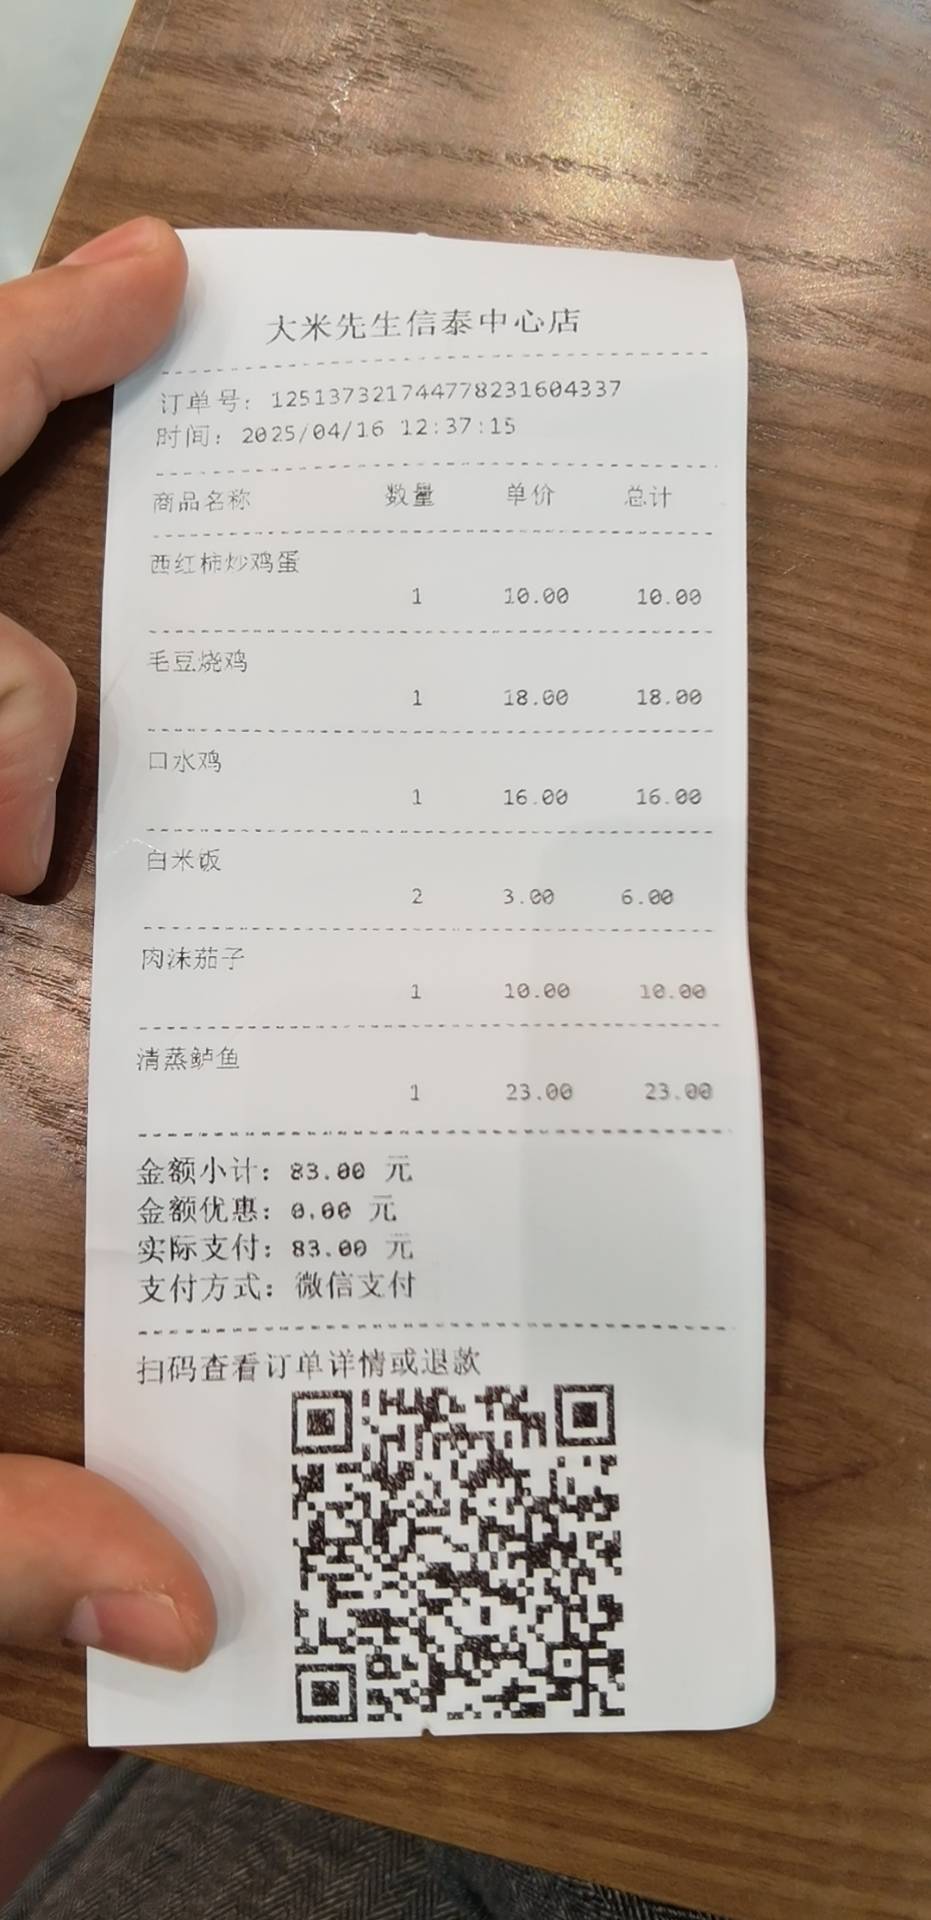 大米先生信泰中心店
订单号: 1251373217447782316​04337
时间: 2025/04/16 12:37:15
商品名称 数量 单价 总计
西红柿炒鸡蛋
1 10.00 10.00
毛豆烧鸡
1 18.00 18.00
口水鸡
1 16.00 16.00
白米饭
2 3.00 6.00
肉沫茄子
1 10.00 10.00
清蒸鲈鱼
1 23.00 23.00
金额小计: 83.00 元
金额优惠: 0.00 元
实际支付: 83.00 元
支付方式: 微信支付
扫码查看订单详情或退款